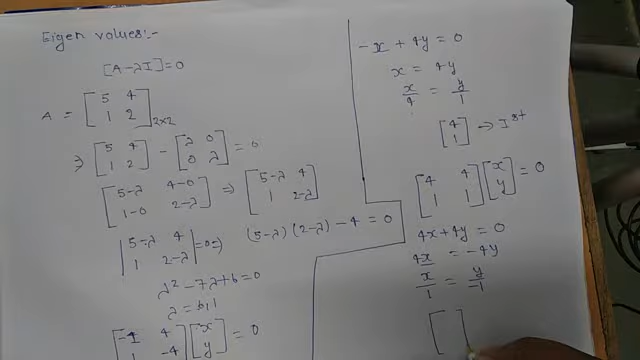 Eigen values:-
[A-λI]=0
A = [5 4
1 2]2x2
⇒ [5 4
1 2] - [λ 0
0 λ] = 0
[5-λ 4-0
1-0 2-λ] ⇒ [5-λ 4
1 2-λ]
|5-λ 4
1 2-λ| =0 ⇒ (5-λ)(2-λ)-4 = 0
λ² - 7λ + 6 = 0
λ = 6,1
[-1 4
1 -4] [x
y] = 0
-x + 4y = 0
x = 4y
x/4 = y/1
[4
1] → Ist
[4 4
1 1] [x
y] = 0
4x + 4y = 0
4x = -4y
x/1 = y/-1
[ ]